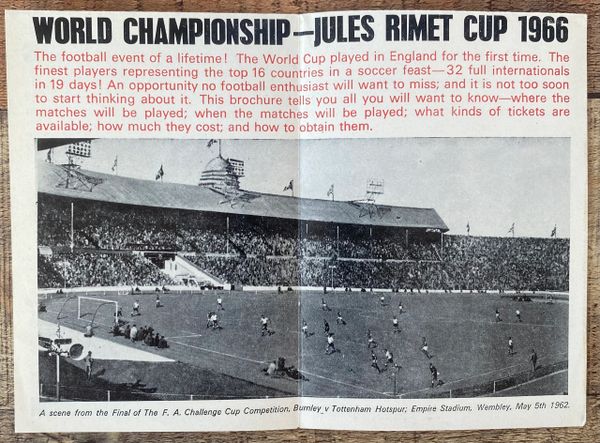 WORLD CHAMPIONSHIP—JULES RIMET CUP 1966
The football event of a lifetime! The World Cup played in England for the first time. The
finest players representing the top 16 countries in a soccer feast—32 full internationals
in 19 days! An opportunity no football enthusiast will want to miss; and it is not too soon
to start thinking about it. This brochure tells you all you will want to know—where the
matches will be played; when the matches will be played; what kinds of tickets are
available; how much they cost; and how to obtain them.
A scene from the Final of The F. A. Challenge Cup Competition, Burnley v Tottenham Hotspur; Empire Stadium, Wembley, May 5th 1962.